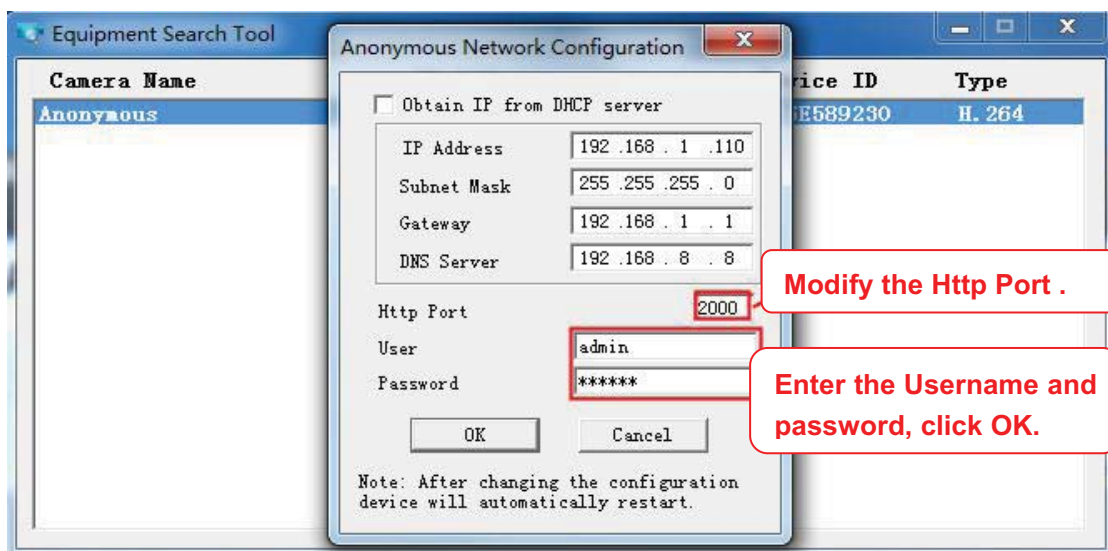 Equipment Search Tool
Anonymous Network Configuration
Camera Name
Type
Anonymous
H.264
Obtain IP from DHCP server
IP Address 192 .168 . 1 .110
Subnet Mask 255 .255 .255 . 0
Gateway 192 .168 . 1 . 1
DNS Server 192 .168 . 8 . 8
Http Port 2000
Modify the Http Port .
User admin
Password ******
Enter the Username and
password, click OK.
OK Cancel
Note: After changing the configuration
device will automatically restart.